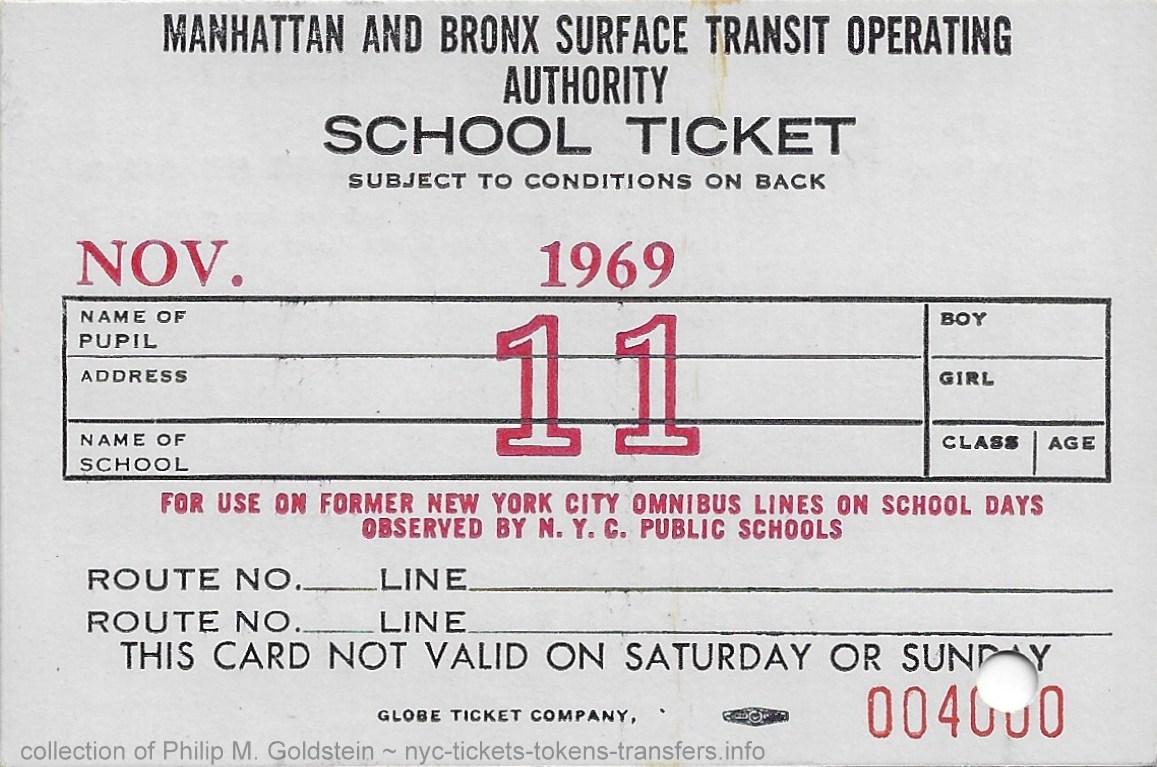 MANHATTAN AND BRONX SURFACE TRANSIT OPERATING
AUTHORITY
SCHOOL TICKET
SUBJECT TO CONDITIONS ON BACK
NOV. 1969
NAME OF
PUPIL
BOY
11
ADDRESS
GIRL
NAME OF
SCHOOL
CLASS AGE
FOR USE ON FORMER NEW YORK CITY OMNIBUS LINES ON SCHOOL DAYS
OBSERVED BY N. Y. C. PUBLIC SCHOOLS
ROUTE NO.____LINE____
ROUTE NO.____LINE____
THIS CARD NOT VALID ON SATURDAY OR SUNDAY
GLOBE TICKET COMPANY,
004000
collection of Philip M. Goldstein ~ nyc-tickets-tokens-transfers.info